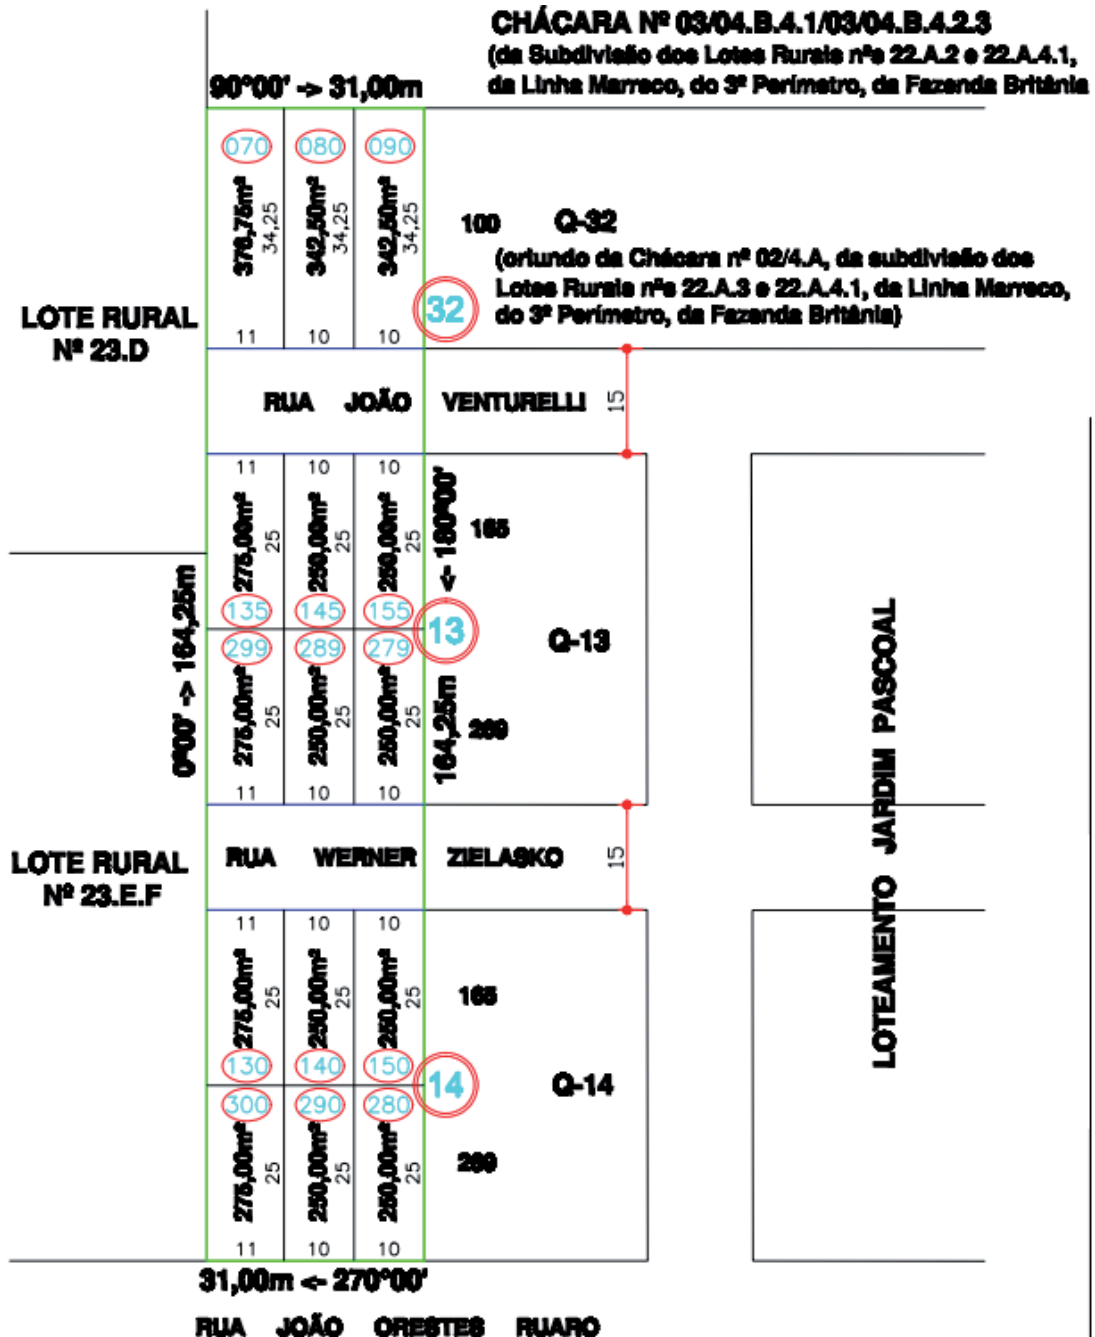 CHÁCARA Nº 03/04.B.4.1/03/04.B.4.2.3
(da Subdivisão dos Lotes Rurais nºs 22.A.2 e 22.A.4.1,
da Linha Marreco, do 3º Perímetro, da Fazenda Britânia
90°00' -> 31,00m
070 080 090
376,75m² 34,25 342,50m² 34,25 342,50m² 34,25
100 Q-32
(oriundo da Chácara nº 02/4.A, da subdivisão dos
Lotes Rurais nºs 22.A.3 e 22.A.4.1, da Linha Marreco,
do 3º Perímetro, da Fazenda Britânia)
32
LOTE RURAL
Nº 23.D
11 10 10
RUA JOÃO VENTURELLI 15
11 10 10
275,00m² 25 250,00m² 25 250,00m² 25
164,25m <- 180°00'
165
135 145 155
13
Q-13
299 289 279
275,00m² 25 250,00m² 25 250,00m² 25
269
0°00' -> 164,25m
11 10 10
LOTEAMENTO JARDIM PASCOAL
RUA WERNER ZIELASKO 15
LOTE RURAL
Nº 23.E.F
11 10 10
275,00m² 25 250,00m² 25 250,00m² 25
165
130 140 150
14
Q-14
300 290 280
275,00m² 25 250,00m² 25 250,00m² 25
269
11 10 10
31,00m <- 270°00'
RUA JOÃO ORESTES RUARO